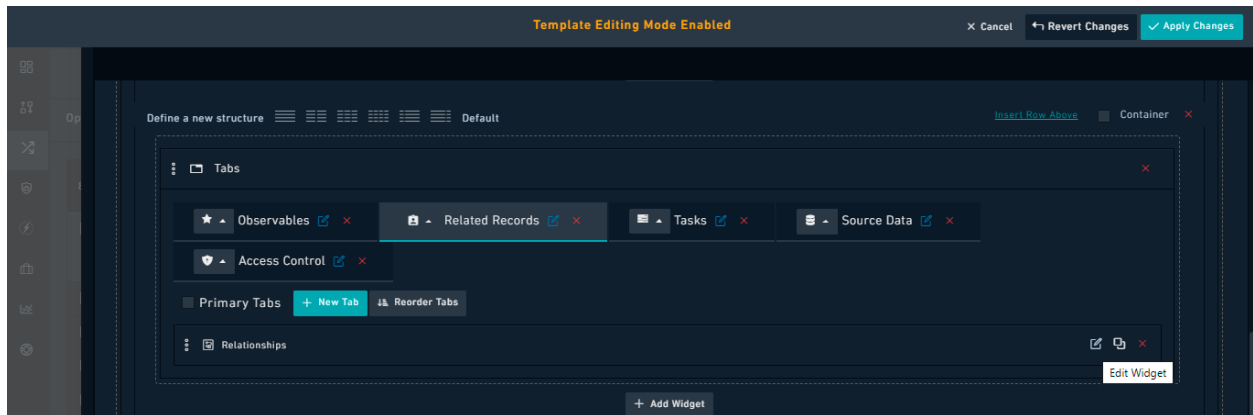 Template Editing Mode Enabled
Cancel
Revert Changes
Apply Changes
Op
Define a new structure
Default
Insert Row Above
Container
Tabs
Observables
Related Records
Tasks
Source Data
Access Control
Primary Tabs
+ New Tab
Reorder Tabs
Relationships
Edit Widget
+ Add Widget